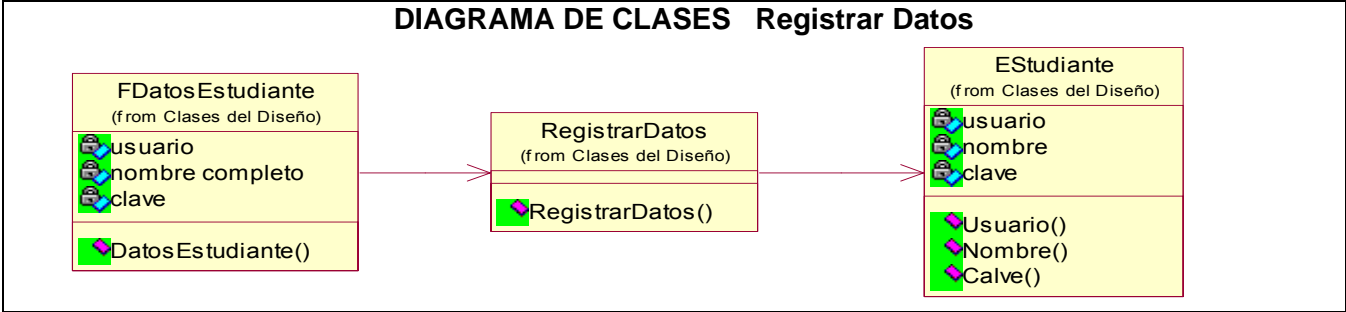 DIAGRAMA DE CLASES Registrar Datos
FDatosEstudiante
(from Clases del Diseño)
usuario
nombre completo
clave
DatosEstudiante()
RegistrarDatos
(from Clases del Diseño)
RegistrarDatos()
EStudiante
(from Clases del Diseño)
usuario
nombre
clave
Usuario()
Nombre()
Calve()